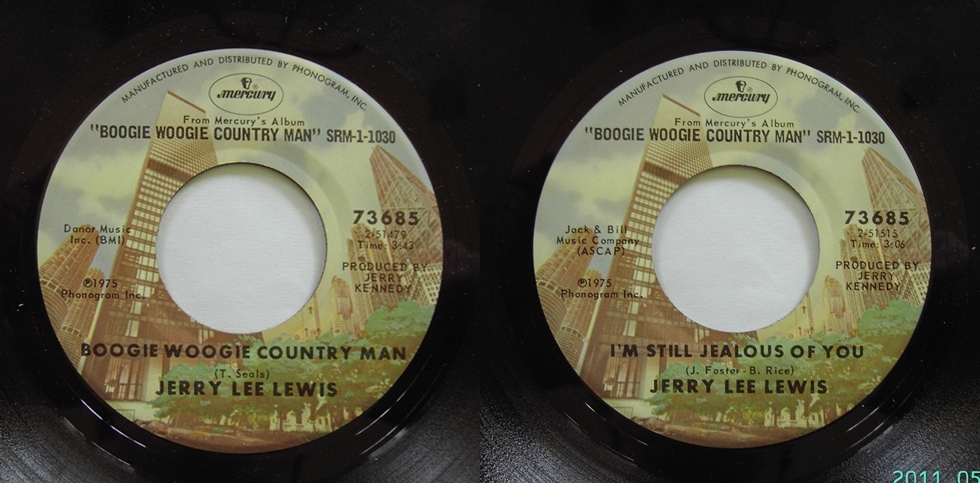 MANUFACTURED AND DISTRIBUTED BY PHONOGRAM, INC.
mercury
From Mercury's Album
"BOOGIE WOOGIE COUNTRY MAN" SRM-1-1030
Danor Music
Inc. (BMI)
73685
2-51479
Time: 3:43
PRODUCED BY
JERRY
KENNEDY
℗1975
Phonogram Inc.
BOOGIE WOOGIE COUNTRY MAN
(T. Seals)
JERRY LEE LEWIS
MANUFACTURED AND DISTRIBUTED BY PHONOGRAM, INC.
mercury
From Mercury's Album
"BOOGIE WOOGIE COUNTRY MAN" SRM-1-1030
Jack & Bill
Music Company
(ASCAP)
73685
2-51515
Time: 3:06
PRODUCED BY
JERRY
KENNEDY
℗1975
Phonogram Inc.
I'M STILL JEALOUS OF YOU
(J. Foster - B. Rice)
JERRY LEE LEWIS
2011.05